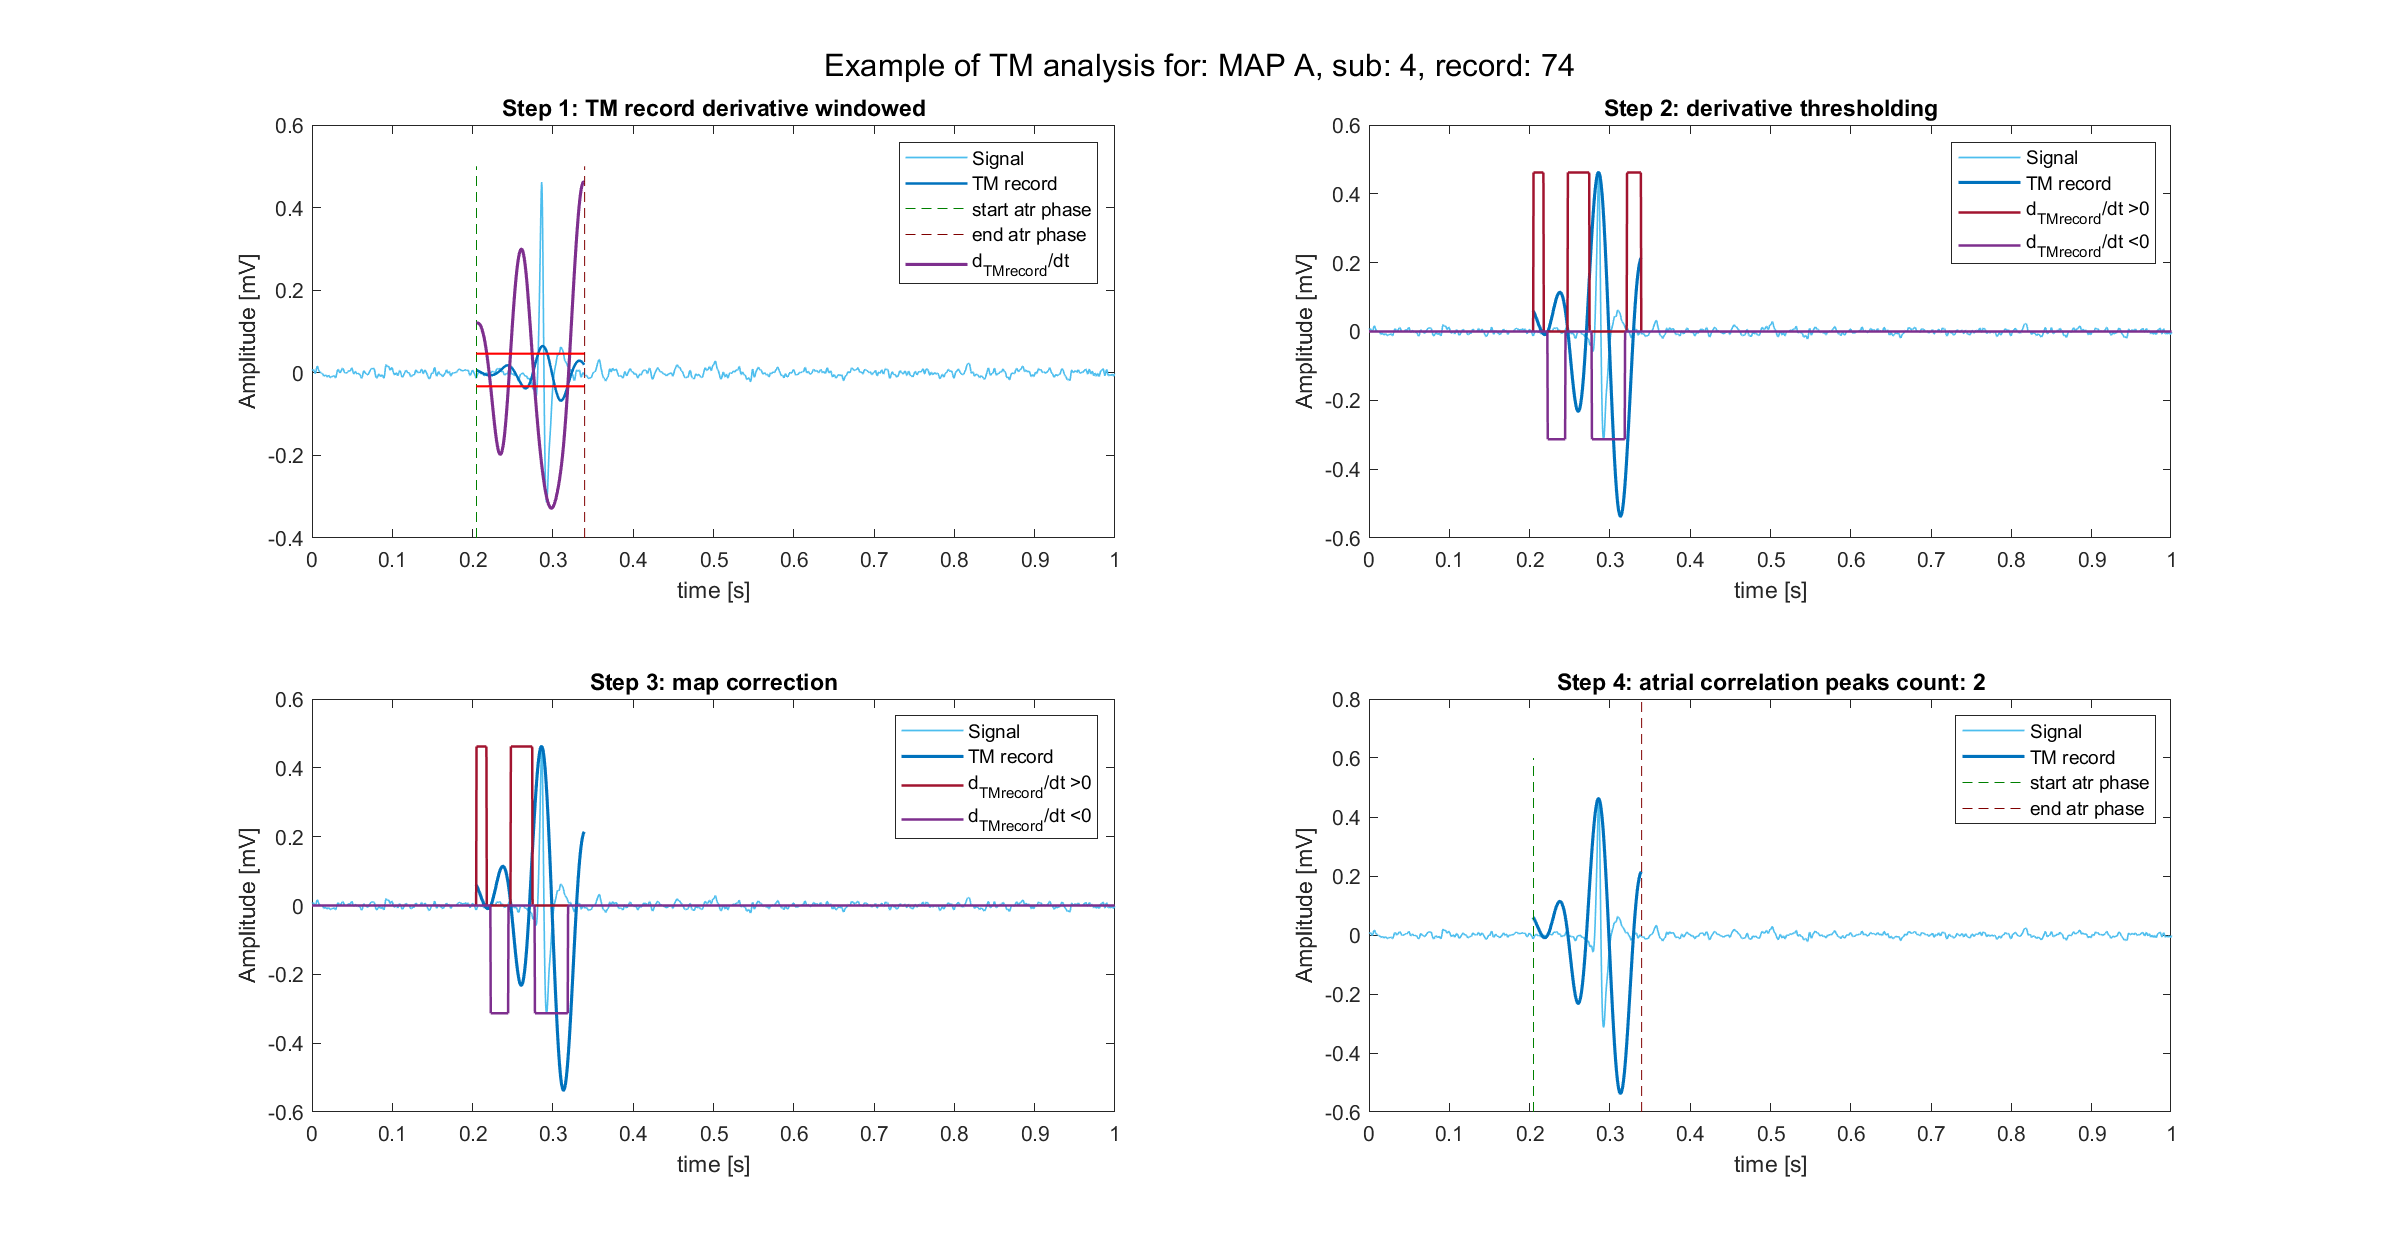 Example of TM analysis for: MAP A, sub: 4, record: 74
Step 1: TM record derivative windowed
0.6
0.4
0.2
0
-0.2
-0.4
Amplitude [mV]
0 0.1 0.2 0.3 0.4 0.5 0.6 0.7 0.8 0.9 1
time [s]
Signal
TM record
start atr phase
end atr phase
dTMrecord/dt
Step 2: derivative thresholding
0.6
0.4
0.2
0
-0.2
-0.4
-0.6
Amplitude [mV]
0 0.1 0.2 0.3 0.4 0.5 0.6 0.7 0.8 0.9 1
time [s]
Signal
TM record
dTMrecord/dt >0
dTMrecord/dt <0
Step 3: map correction
0.6
0.4
0.2
0
-0.2
-0.4
-0.6
Amplitude [mV]
0 0.1 0.2 0.3 0.4 0.5 0.6 0.7 0.8 0.9 1
time [s]
Signal
TM record
dTMrecord/dt >0
dTMrecord/dt <0
Step 4: atrial correlation peaks count: 2
0.8
0.6
0.4
0.2
0
-0.2
-0.4
-0.6
Amplitude [mV]
0 0.1 0.2 0.3 0.4 0.5 0.6 0.7 0.8 0.9 1
time [s]
Signal
TM record
start atr phase
end atr phase